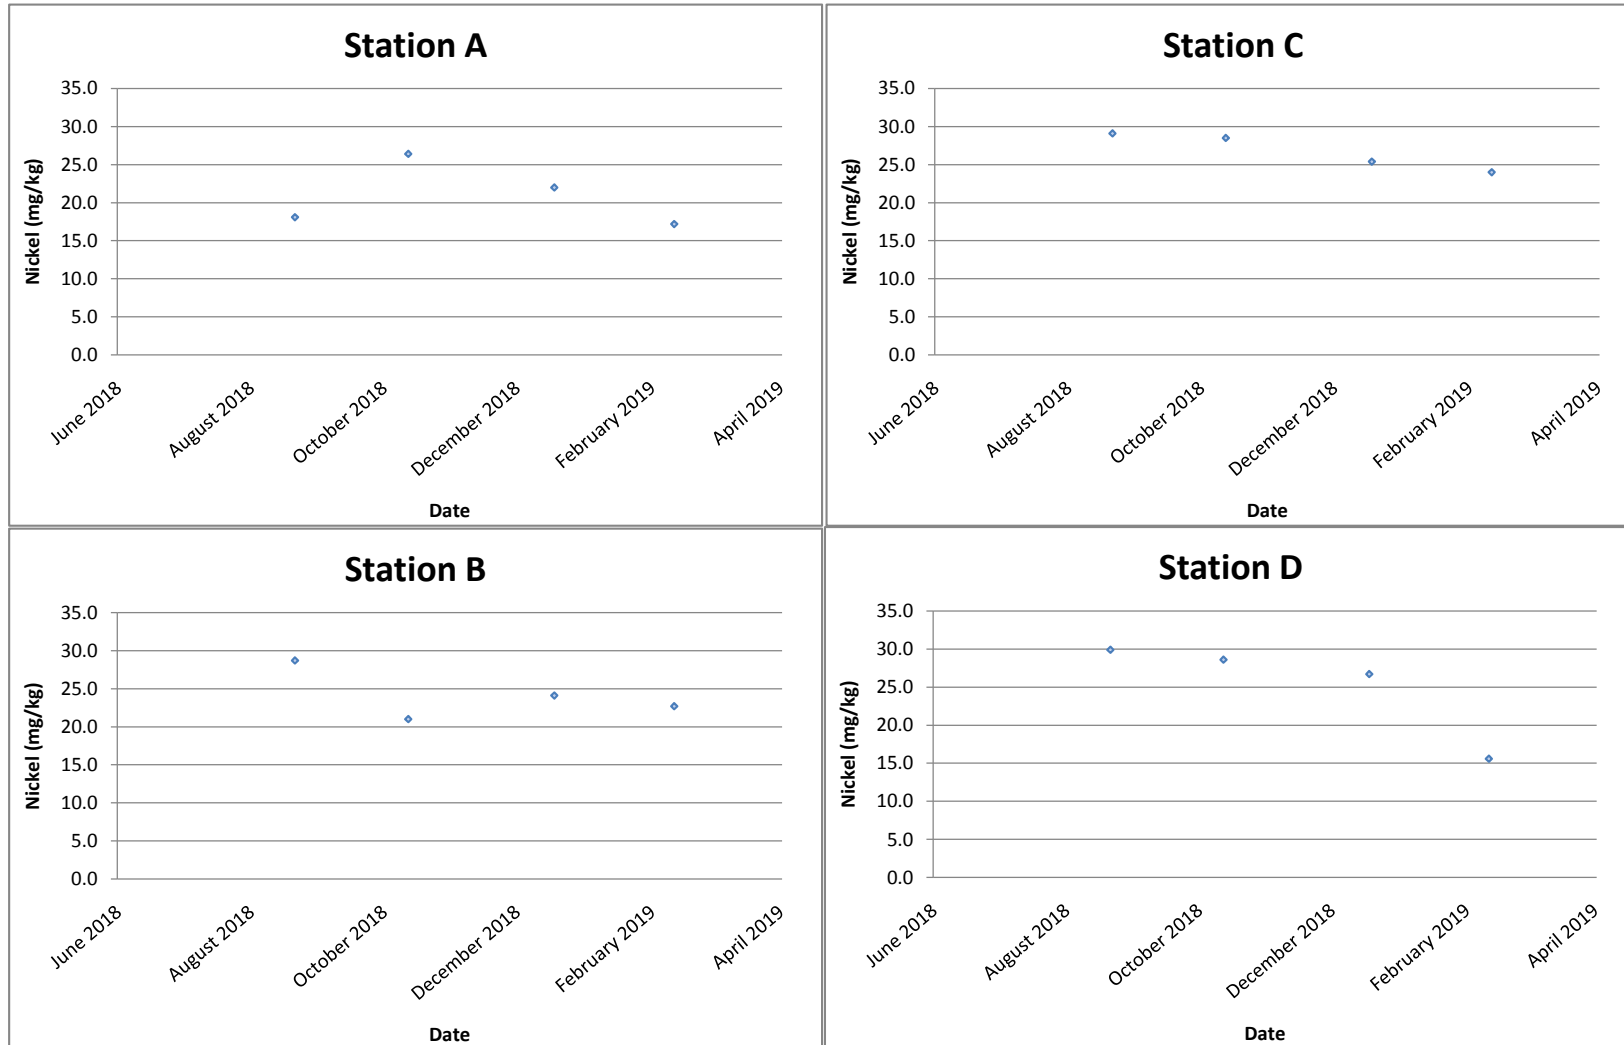 Station A
35.0
30.0
25.0
20.0
15.0
10.0
5.0
0.0
Nickel (mg/kg)
June 2018
August 2018
October 2018
December 2018
February 2019
April 2019
Date
Station C
35.0
30.0
25.0
20.0
15.0
10.0
5.0
0.0
Nickel (mg/kg)
June 2018
August 2018
October 2018
December 2018
February 2019
April 2019
Date
Station B
35.0
30.0
25.0
20.0
15.0
10.0
5.0
0.0
Nickel (mg/kg)
June 2018
August 2018
October 2018
December 2018
February 2019
April 2019
Date
Station D
35.0
30.0
25.0
20.0
15.0
10.0
5.0
0.0
Nickel (mg/kg)
June 2018
August 2018
October 2018
December 2018
February 2019
April 2019
Date